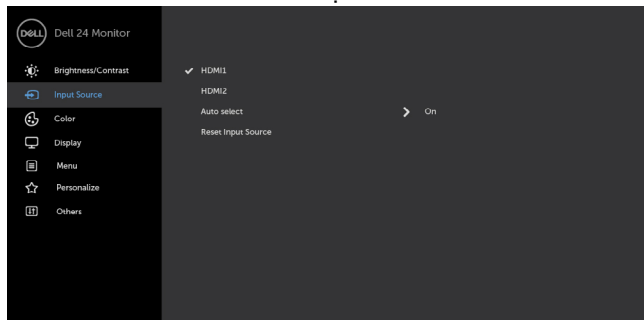 DELL Dell 24 Monitor
Brightness/Contrast
HDMI1
Input Source
HDMI2
Color
Auto select On
Display
Reset Input Source
Menu
Personalize
Others